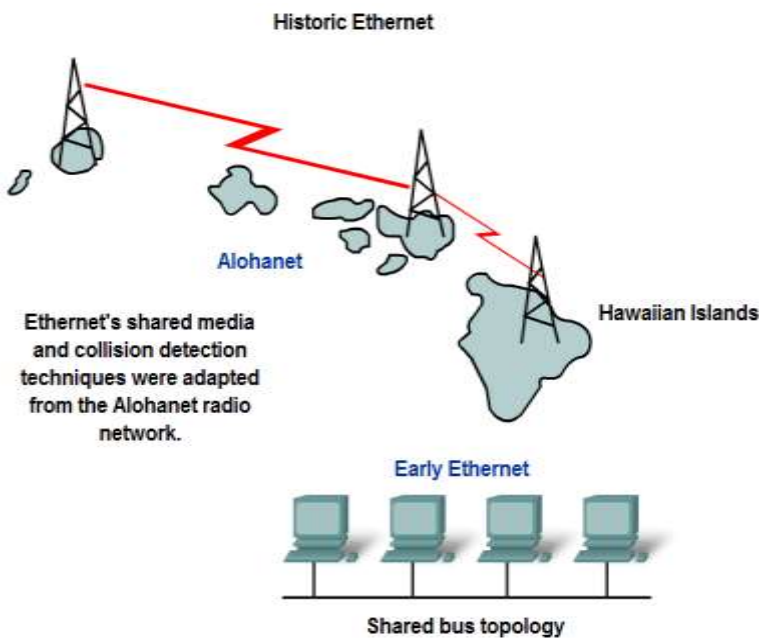 Historic Ethernet
Alohanet
Hawaiian Islands
Ethernet's shared media
and collision detection
techniques were adapted
from the Alohanet radio
network.
Early Ethernet
Shared bus topology